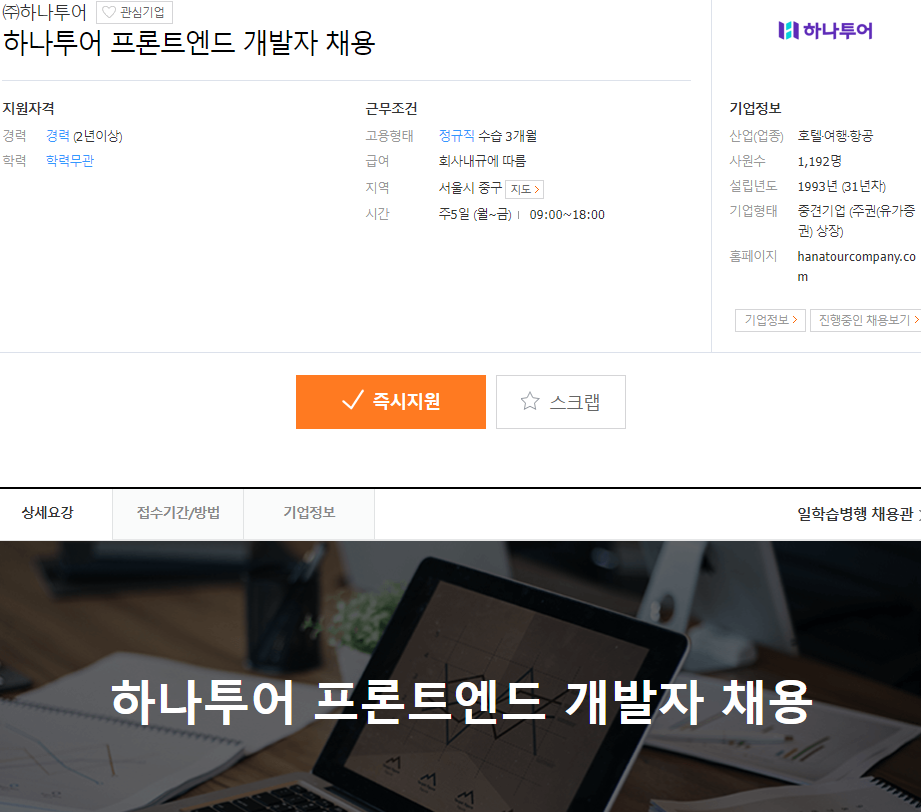 ㈜하나투어 관심기업
하나투어 프론트엔드 개발자 채용
하나투어
지원자격
경력 경력 (2년이상)
학력 학력무관
근무조건
고용형태 정규직 수습 3개월
급여 회사내규에 따름
지역 서울시 중구 지도 >
시간 주5일 (월~금) 09:00~18:00
기업정보
산업(업종) 호텔·여행·항공
사원수 1,192명
설립년도 1993년 (31년차)
기업형태 중견기업 (주권(유가증
권) 상장)
홈페이지 hanatourcompany.co
m
기업정보 > 진행중인 채용보기 >
즉시지원 스크랩
상세요강 접수기간/방법 기업정보 일학습병행 채용관
하나투어 프론트엔드 개발자 채용